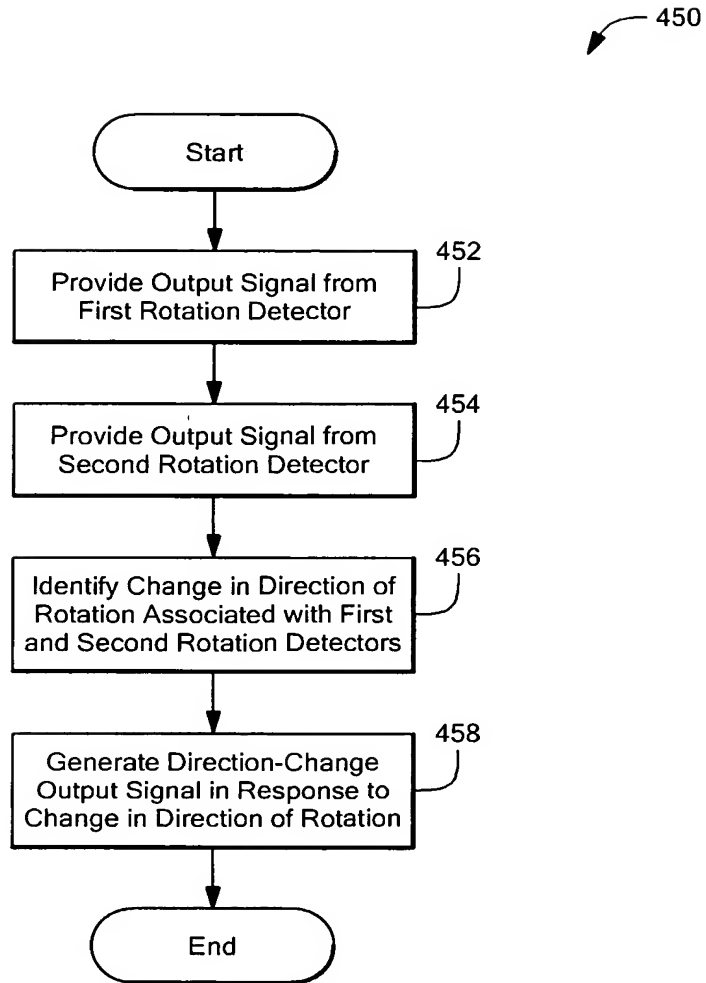 450
Start
452
Provide Output Signal from
First Rotation Detector
454
Provide Output Signal from
Second Rotation Detector
456
Identify Change in Direction of
Rotation Associated with First
and Second Rotation Detectors
458
Generate Direction-Change
Output Signal in Response to
Change in Direction of Rotation
End